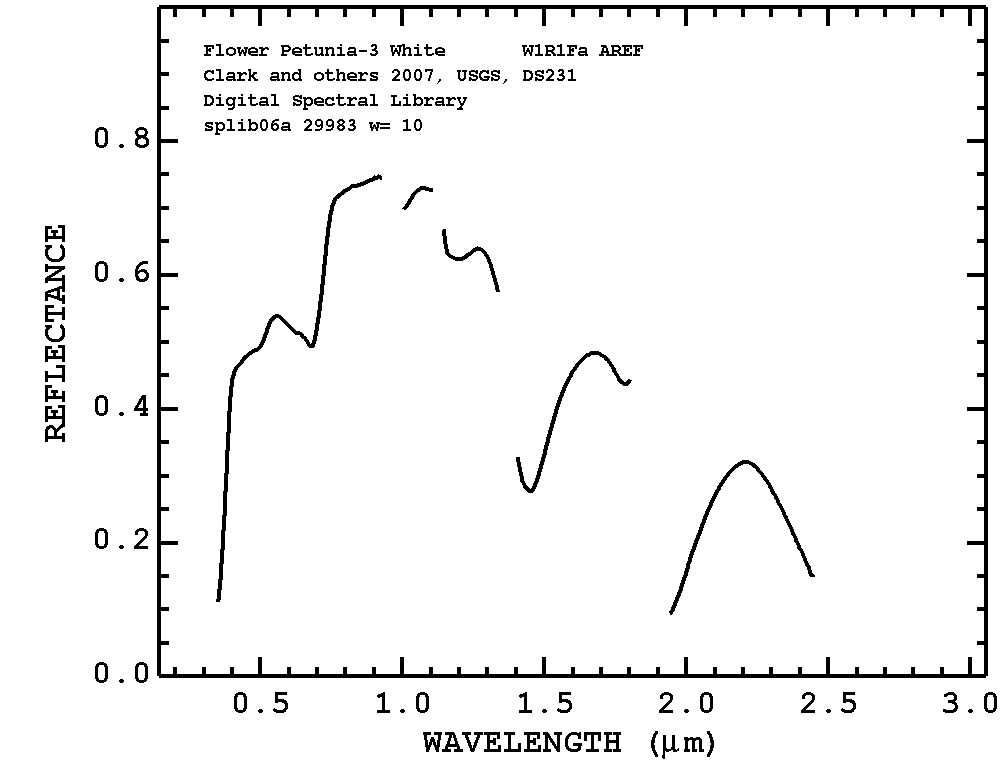 Flower Petunia-3 White W1R1Fa AREF
Clark and others 2007, USGS, DS231
Digital Spectral Library
splib06a 29983 w= 10
0.8
0.6
0.4
0.2
0.0
REFLECTANCE
0.5 1.0 1.5 2.0 2.5 3.0
WAVELENGTH (μm)